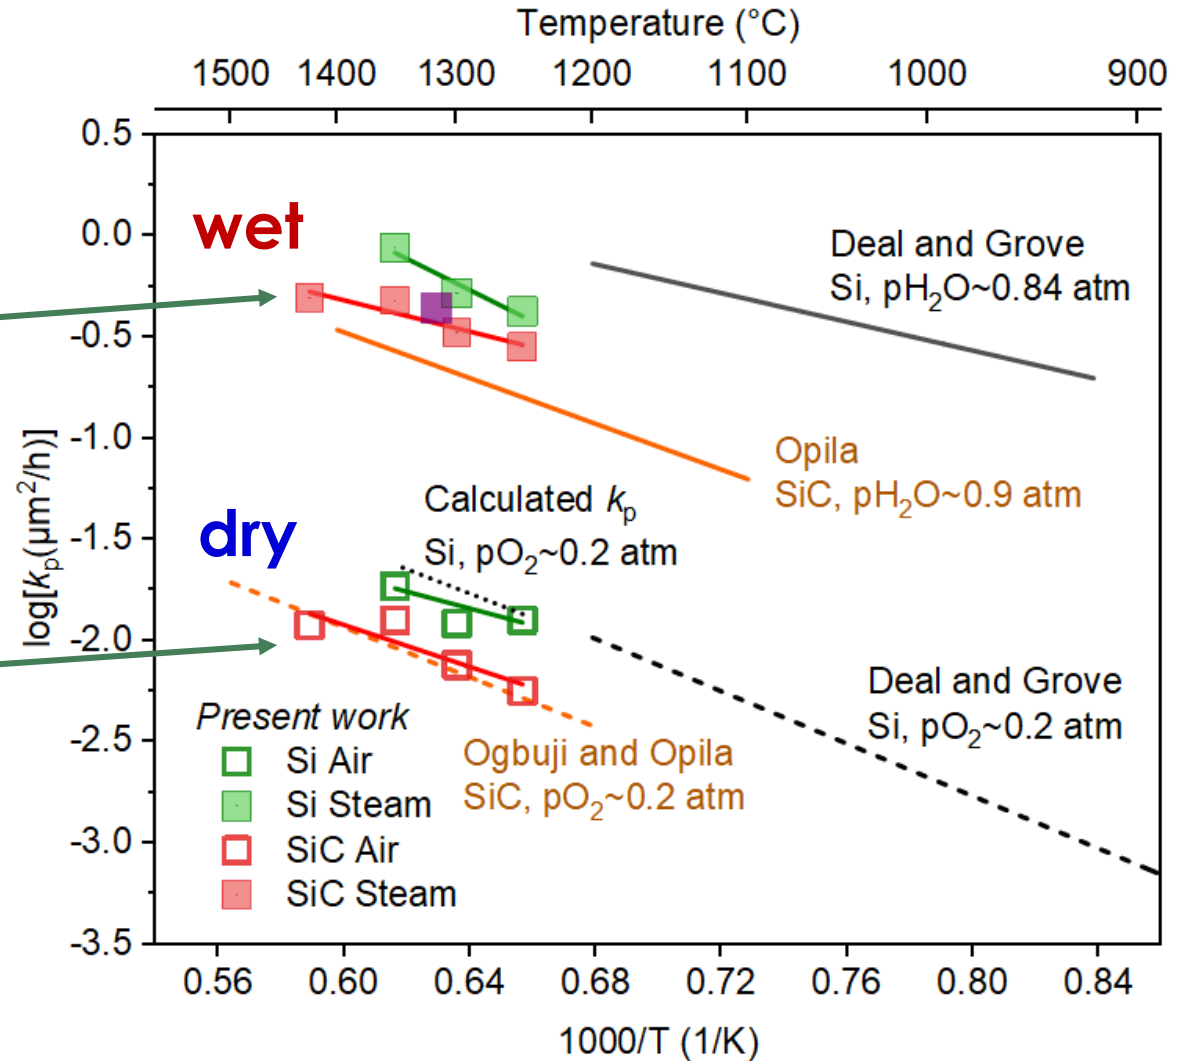 Temperature (°C)
1500 1400 1300 1200 1100 1000 900
0.5
0.0
-0.5
-1.0
-1.5
-2.0
-2.5
-3.0
-3.5
log[kp(μm²/h)]
wet
Deal and Grove
Si, pH₂O~0.84 atm
Opila
SiC, pH₂O~0.9 atm
Calculated kp
Si, pO₂~0.2 atm
dry
Deal and Grove
Si, pO₂~0.2 atm
Ogbuji and Opila
SiC, pO₂~0.2 atm
Present work
Si Air
Si Steam
SiC Air
SiC Steam
0.56 0.60 0.64 0.68 0.72 0.76 0.80 0.84
1000/T (1/K)